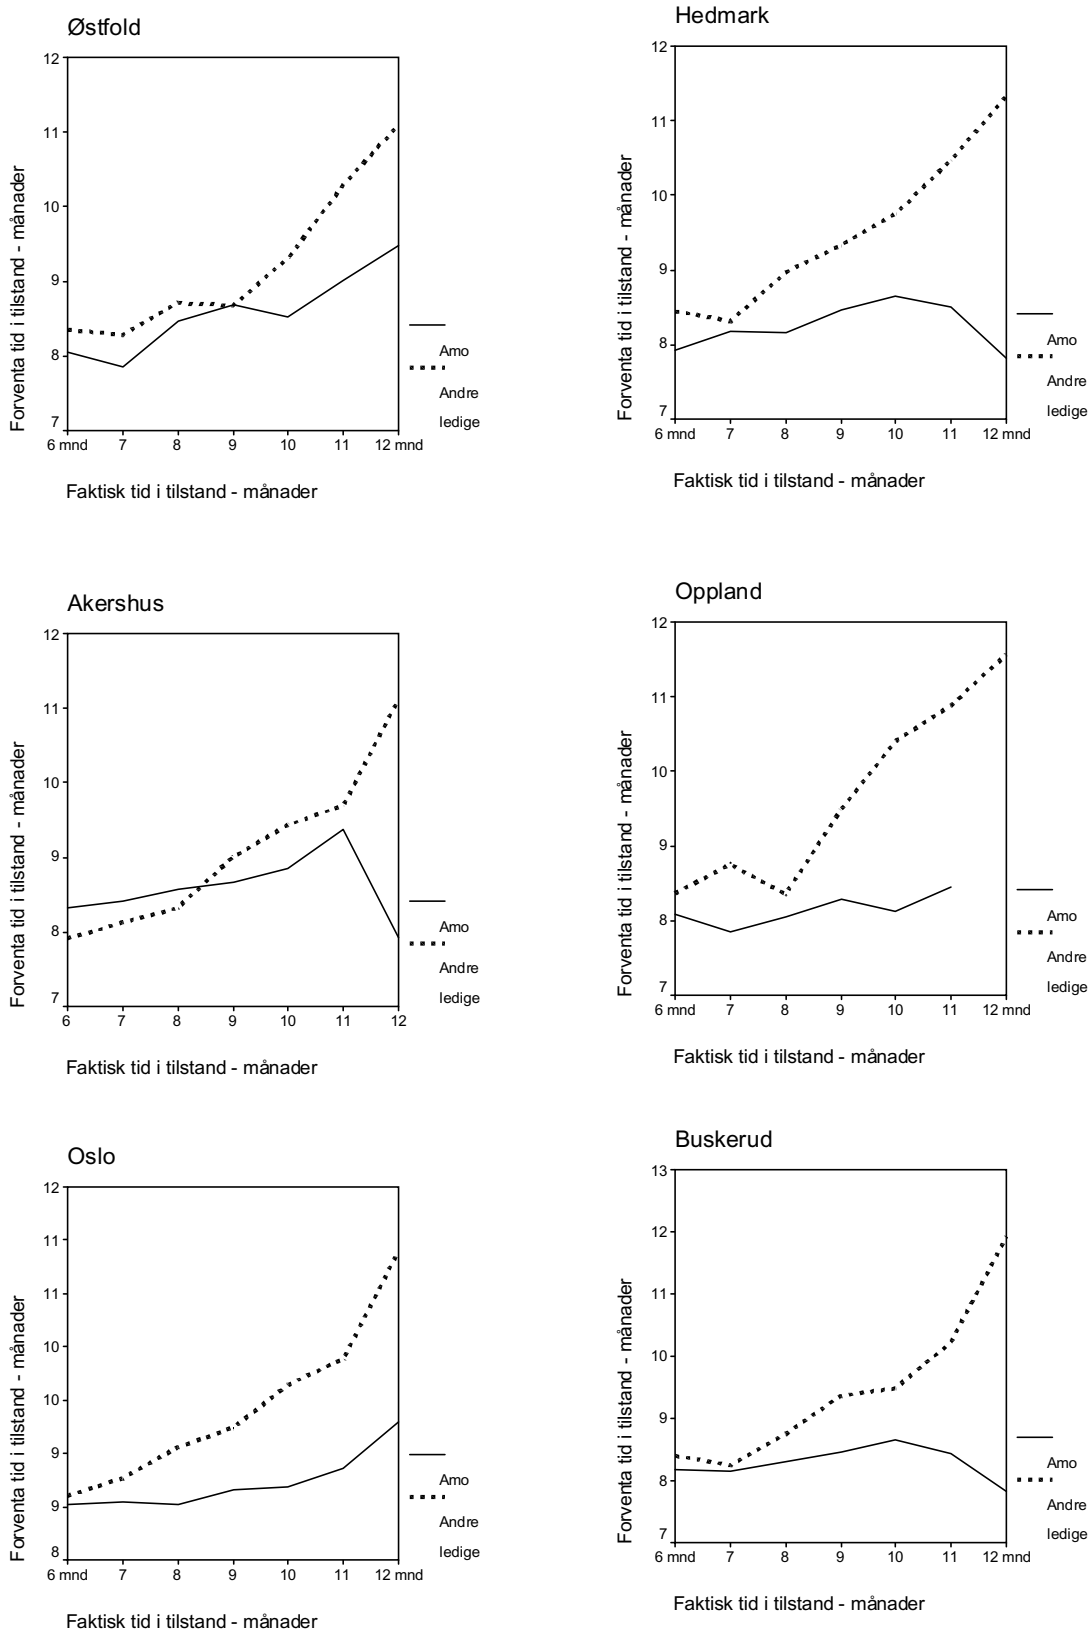 Østfold
12
11
10
9
8
7
6 mnd 7 8 9 10 11 12 mnd
Forventa tid i tilstand - månader
Faktisk tid i tilstand - månader
Amo
Andre
ledige
Hedmark
12
11
10
9
8
7
6 mnd 7 8 9 10 11 12 mnd
Forventa tid i tilstand - månader
Faktisk tid i tilstand - månader
Amo
Andre
ledige
Akershus
12
11
10
9
8
7
6 7 8 9 10 11 12
Forventa tid i tilstand - månader
Faktisk tid i tilstand - månader
Amo
Andre
ledige
Oppland
12
11
10
9
8
7
6 mnd 7 8 9 10 11 12 mnd
Forventa tid i tilstand - månader
Faktisk tid i tilstand - månader
Amo
Andre
ledige
Oslo
12
11
11
10
10
9
9
8
6 mnd 7 8 9 10 11 12 mnd
Forventa tid i tilstand - månader
Faktisk tid i tilstand - månader
Amo
Andre
ledige
Buskerud
13
12
11
10
9
8
7
6 mnd 7 8 9 10 11 12 mnd
Forventa tid i tilstand - månader
Faktisk tid i tilstand - månader
Amo
Andre
ledige